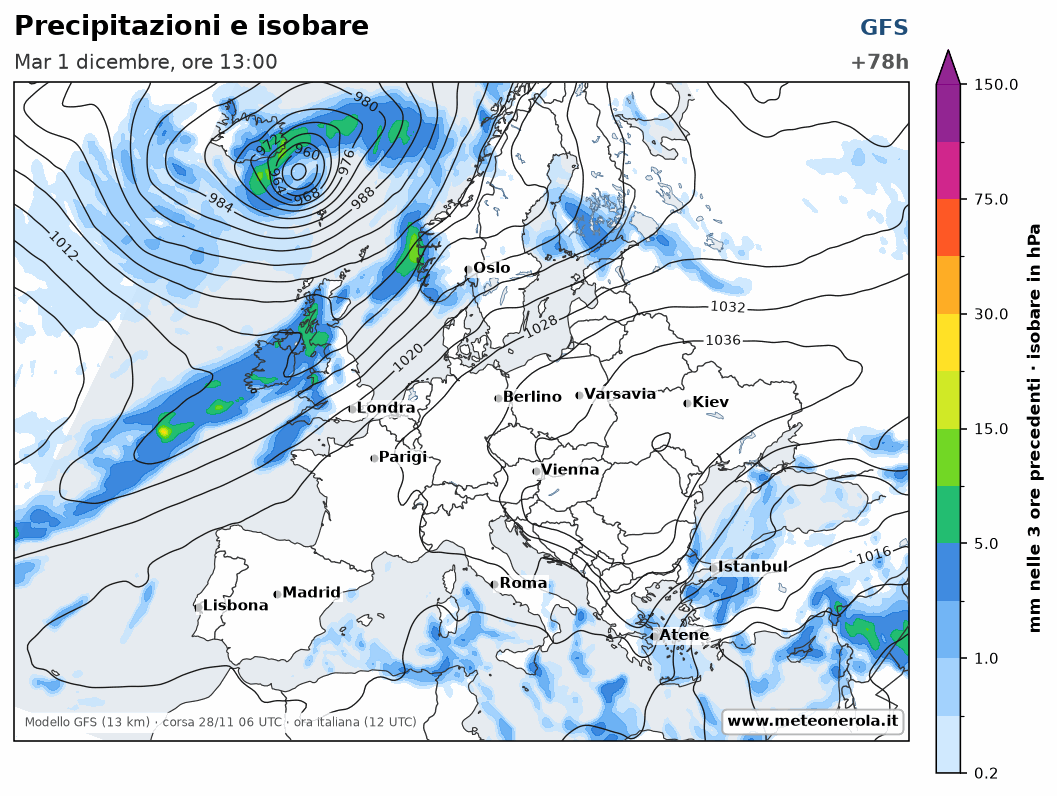 Precipitazioni e isobare
GFS
Mar 1 dicembre, ore 13:00
+78h
980
972
960
976
964
968
988
984
1012
Oslo
1032
1028
1036
1020
Berlino
Varsavia
Kiev
Londra
Parigi
Vienna
1016
Istanbul
Roma
Madrid
Lisbona
Atene
Modello GFS (13 km) · corsa 28/11 06 UTC · ora italiana (12 UTC)
www.meteonerola.it
150.0
75.0
30.0
15.0
5.0
1.0
0.2
mm nelle 3 ore precedenti · isobare in hPa